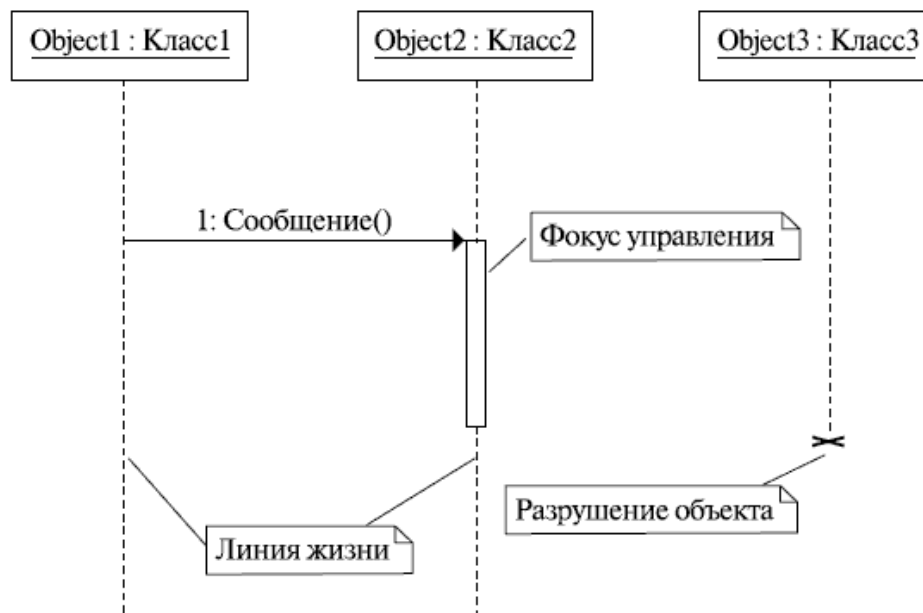 Object1 : Класс1
Object2 : Класс2
Object3 : Класс3
1: Сообщение()
Фокус управления
Разрушение объекта
Линия жизни